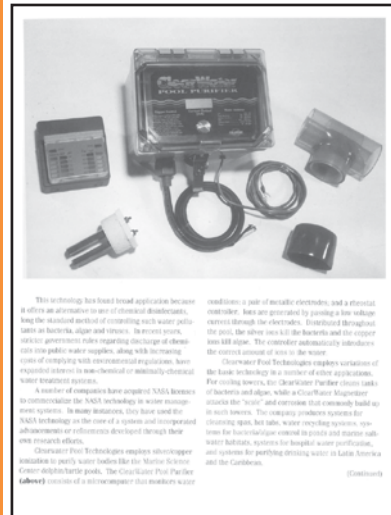 ClearWater
POOL PURIFIER
This technology has found broad application because
it offers an alternative to use of chemical disinfectants,
long the standard method of controlling such water pollu-
tants as bacteria, algae and viruses. In recent years,
stricter government rules regarding discharge of chemi-
cals into public water supplies, along with increasing
costs of complying with environmental regulations, have
expanded interest in non-chemical or minimally-chemical
water treatment systems.
A number of companies have acquired NASA licenses
to commercialize the NASA technology in water manage-
ment systems. In many instances, they have used the
NASA technology as the core of a system and incorporated
advancements or refinements developed through their
own research efforts.
Clearwater Pool Technologies employs silver/copper
ionization to purify water bodies like the Marine Science
Center dolphin/turtle pools. The ClearWater Pool Purifier
(above) consists of a microcomputer that monitors water
conditions; a pair of metallic electrodes, and a rheostat
controller. Ions are generated by passing a low voltage
current through the electrodes. Distributed throughout
the pool, the silver ions kill the bacteria and the copper
ions kill algae. The controller automatically introduces
the correct amount of ions to the water.
Clearwater Pool Technologies employs variations of
the basic technology in a number of other applications.
For cooling towers, the ClearWater Purifier cleans tanks
of bacteria and algae, while a ClearWater Magnetizer
attacks the "scale" and corrosion that commonly build up
in such towers. The company produces systems for
cleansing spas, hot tubs, water recycling systems, sys-
tems for bacteria/algae control in ponds and marine salt-
water habitats, systems for hospital water purification,
and systems for purifying drinking water in Latin America
and the Caribbean.
(Continued)